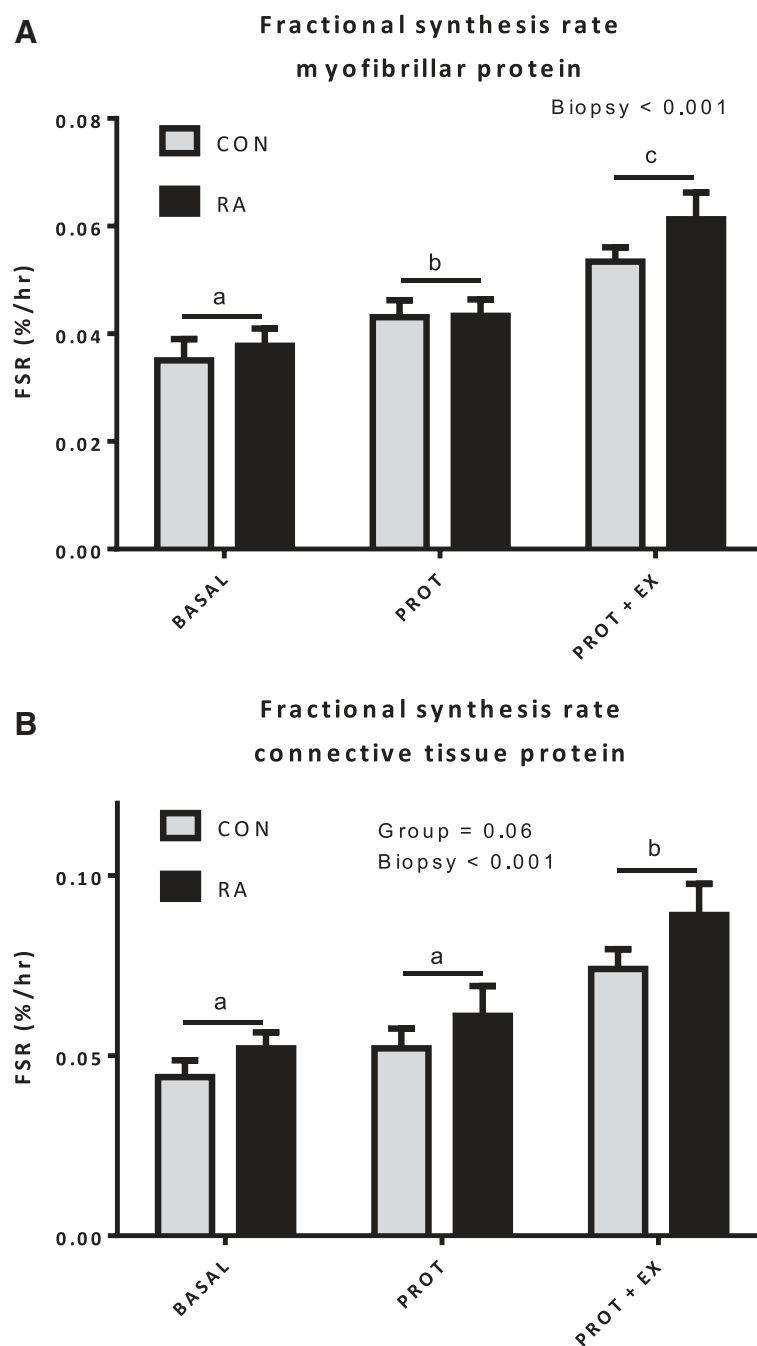 A
Fractional synthesis rate
myofibrillar protein
Biopsy < 0.001
CON
RA
a
b
c
FSR (%/hr)
0.08
0.06
0.04
0.02
0.00
BASAL
PROT
PROT + EX
B
Fractional synthesis rate
connective tissue protein
CON
RA
Group = 0.06
Biopsy < 0.001
a
a
b
FSR (%/hr)
0.10
0.05
0.00
BASAL
PROT
PROT + EX